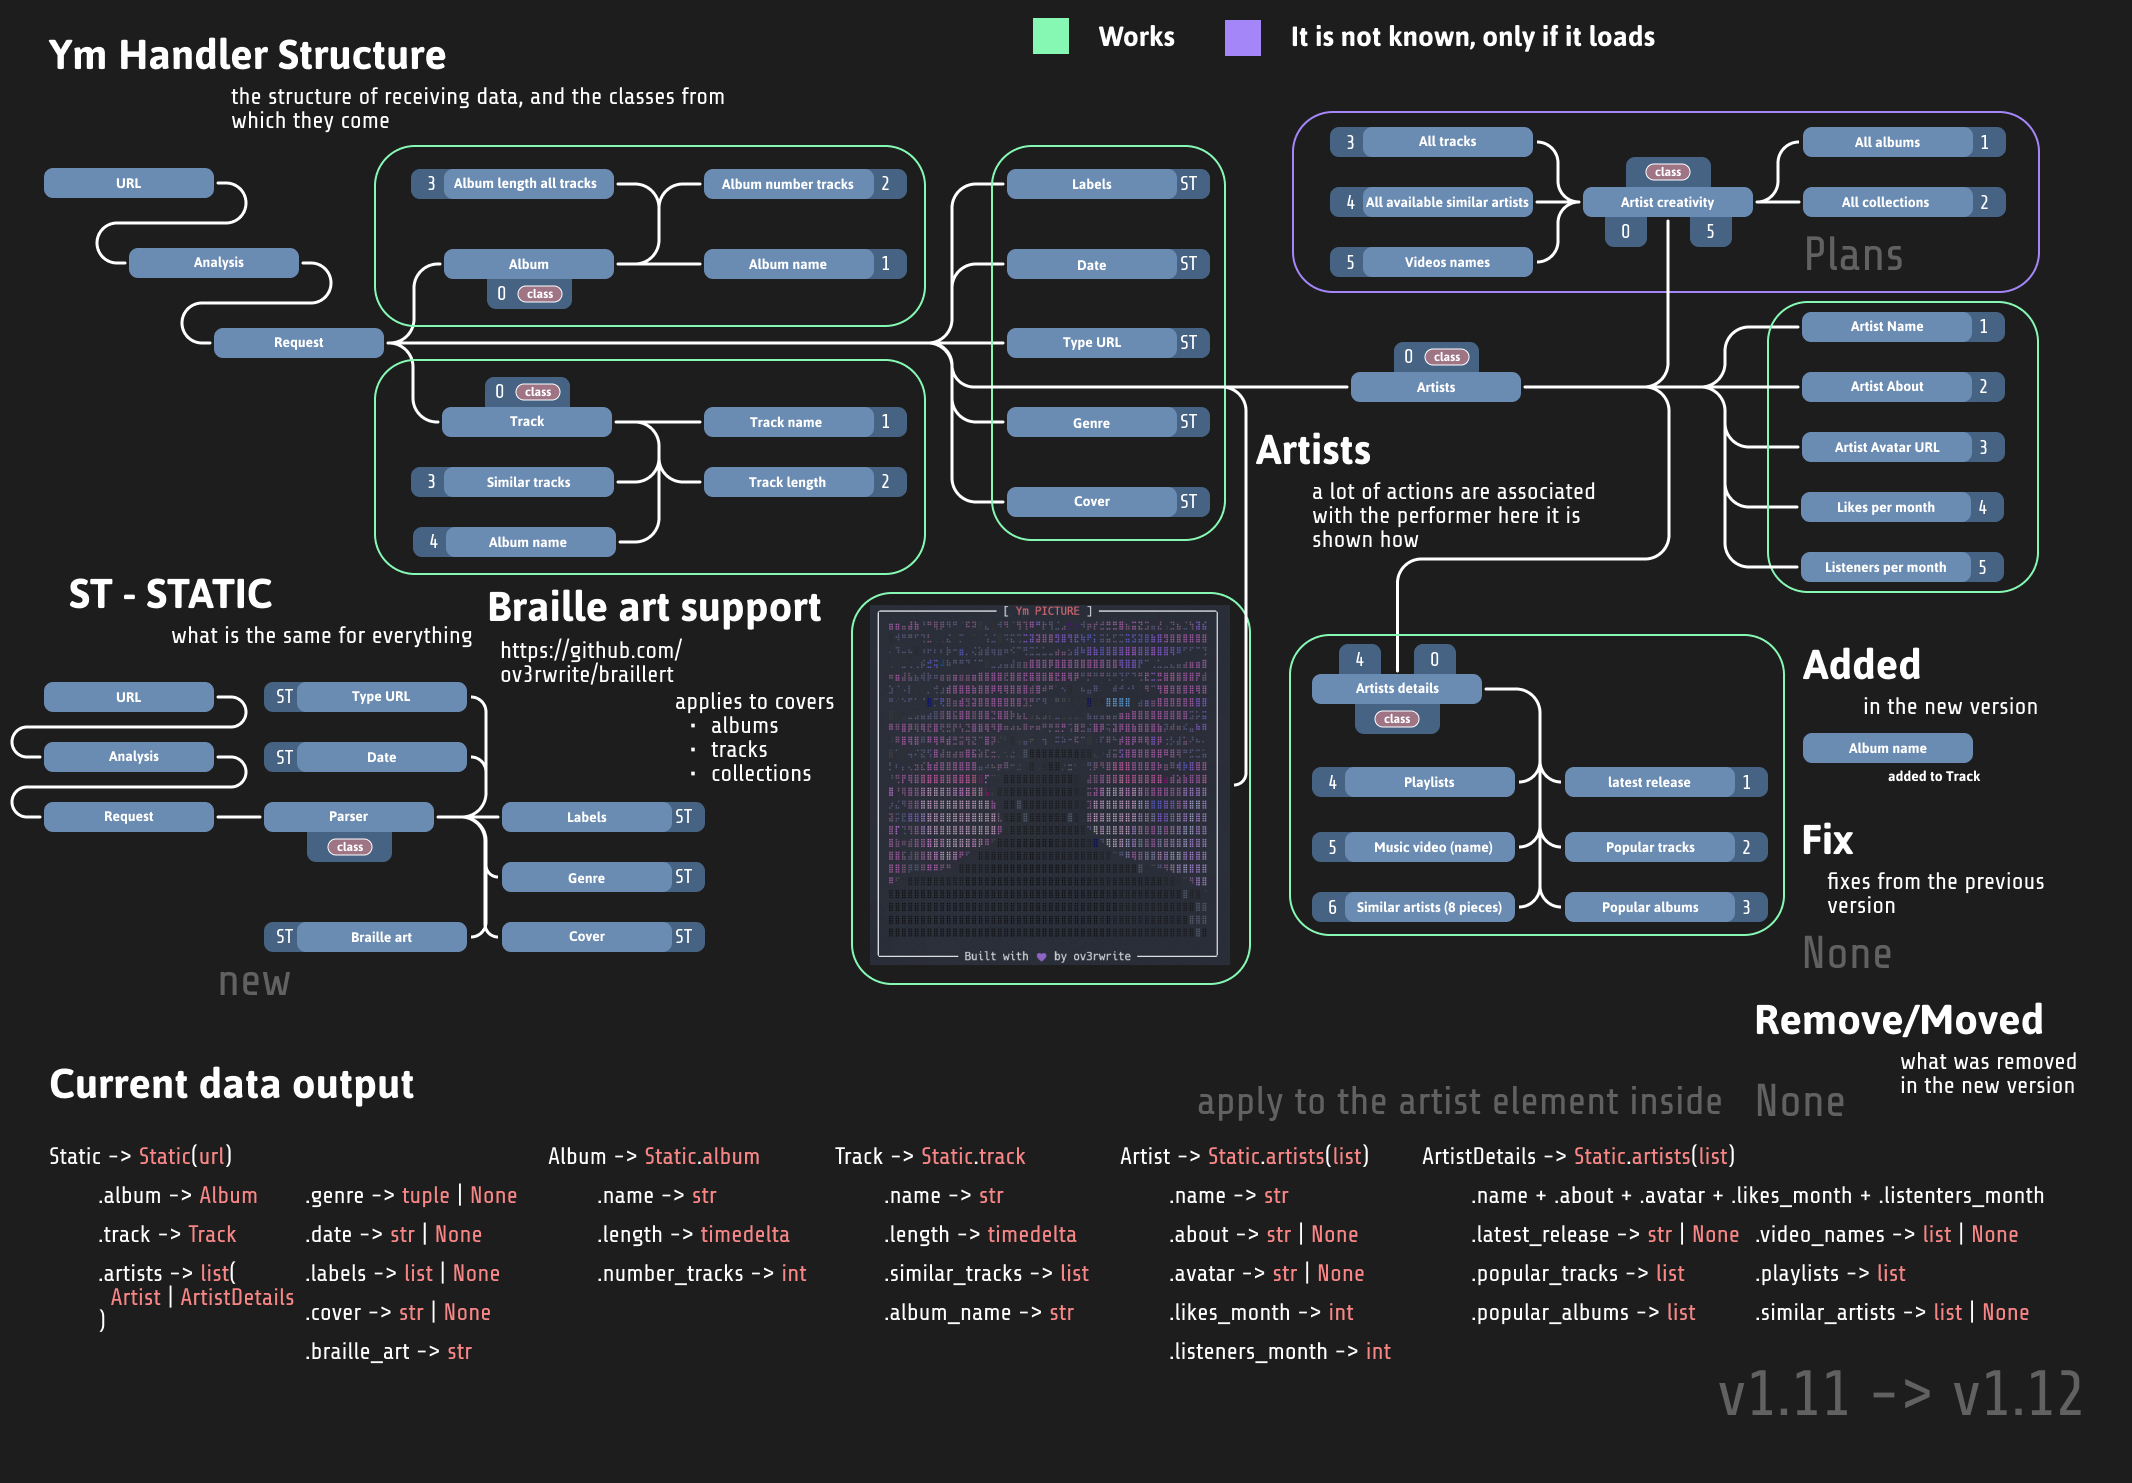 Works
It is not known, only if it loads
Ym Handler Structure
the structure of receiving data, and the classes from
which they come
URL
Analysis
Request
3 Album length all tracks
Album number tracks 2
Album
0 class
Album name 1
0 class
Track
Track name 1
3 Similar tracks
Track length 2
4 Album name
Labels ST
Date ST
Type URL ST
Genre ST
Cover ST
3 All tracks
4 All available similar artists
5 Videos names
class
Artist creativity
0 5
All albums 1
All collections 2
Plans
0 class
Artists
Artist Name 1
Artist About 2
Artist Avatar URL 3
Likes per month 4
Listeners per month 5
Artists
a lot of actions are associated
with the performer here it is
shown how
ST - STATIC
what is the same for everything
URL
Analysis
Request
ST Type URL
ST Date
Parser
class
Labels ST
Genre ST
ST Braille art
Cover ST
new
Braille art support
https://github.com/
ov3rwrite/braillert
applies to covers
· albums
· tracks
· collections
[ Ym PICTURE ]
Built with 💜 by ov3rwrite
4 0
Artists details
class
4 Playlists
latest release 1
5 Music video (name)
Popular tracks 2
6 Similar artists (8 pieces)
Popular albums 3
Added
in the new version
Album name
added to Track
Fix
fixes from the previous
version
None
Remove/Moved
what was removed
in the new version
None
Current data output
apply to the artist element inside
Static -> Static(url)
.album -> Album
.track -> Track
.artists -> list(
Artist | ArtistDetails
)
.genre -> tuple | None
.date -> str | None
.labels -> list | None
.cover -> str | None
.braille_art -> str
Album -> Static.album
.name -> str
.length -> timedelta
.number_tracks -> int
Track -> Static.track
.name -> str
.length -> timedelta
.similar_tracks -> list
.album_name -> str
Artist -> Static.artists(list)
.name -> str
.about -> str | None
.avatar -> str | None
.likes_month -> int
.listeners_month -> int
ArtistDetails -> Static.artists(list)
.name + .about + .avatar + .likes_month + .listenters_month
.latest_release -> str | None
.popular_tracks -> list
.popular_albums -> list
.video_names -> list | None
.playlists -> list
.similar_artists -> list | None
v1.11 -> v1.12